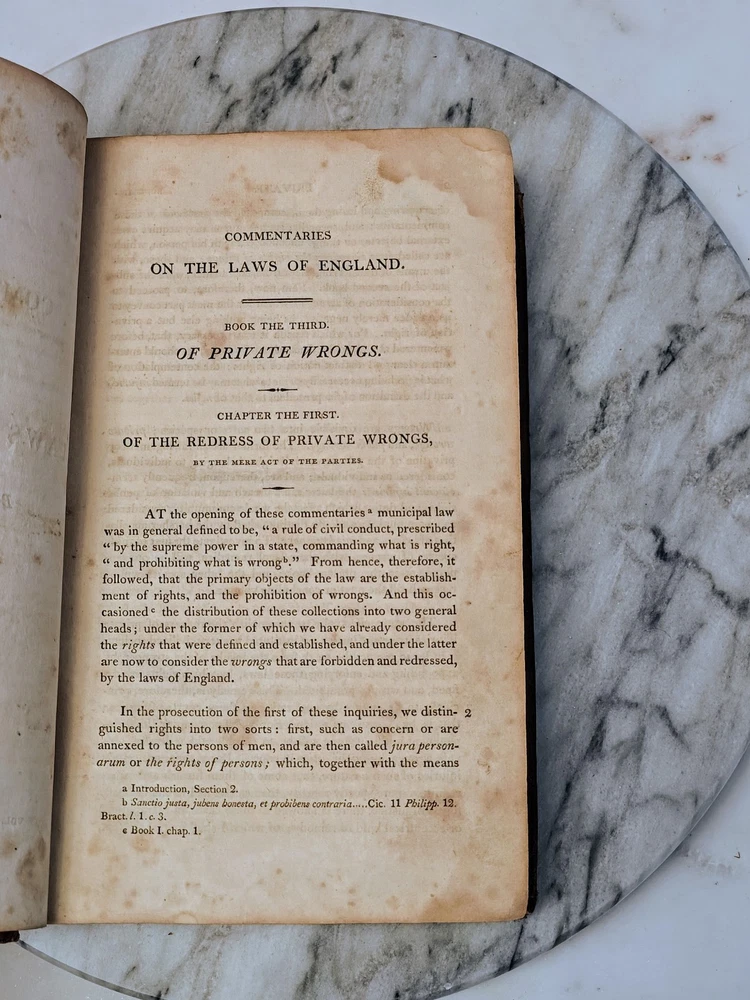 COMMENTARIES
ON THE LAWS OF ENGLAND.
BOOK THE THIRD.
OF PRIVATE WRONGS.
CHAPTER THE FIRST.
OF THE REDRESS OF PRIVATE WRONGS,
BY THE MERE ACT OF THE PARTIES.
AT the opening of these commentaries a municipal law
was in general defined to be, “ a rule of civil conduct, prescribed
“ by the supreme power in a state, commanding what is right,
“ and prohibiting what is wrong b.” From hence, therefore, it
followed, that the primary objects of the law are the establish-
ment of rights, and the prohibition of wrongs. And this oc-
casioned c the distribution of these collections into two general
heads; under the former of which we have already considered
the rights that were defined and established, and under the latter
are now to consider the wrongs that are forbidden and redressed,
by the laws of England.
In the prosecution of the first of these inquiries, we distin- 2
guished rights into two sorts: first, such as concern or are
annexed to the persons of men, and are then called jura person-
arum or the rights of persons; which, together with the means
a Introduction, Section 2.
b Sanctio justa, jubens honesta, et prohibens contraria.....Cic. 11 Philipp. 12.
Bract. l. 1. c. 3.
c Book I. chap. 1.